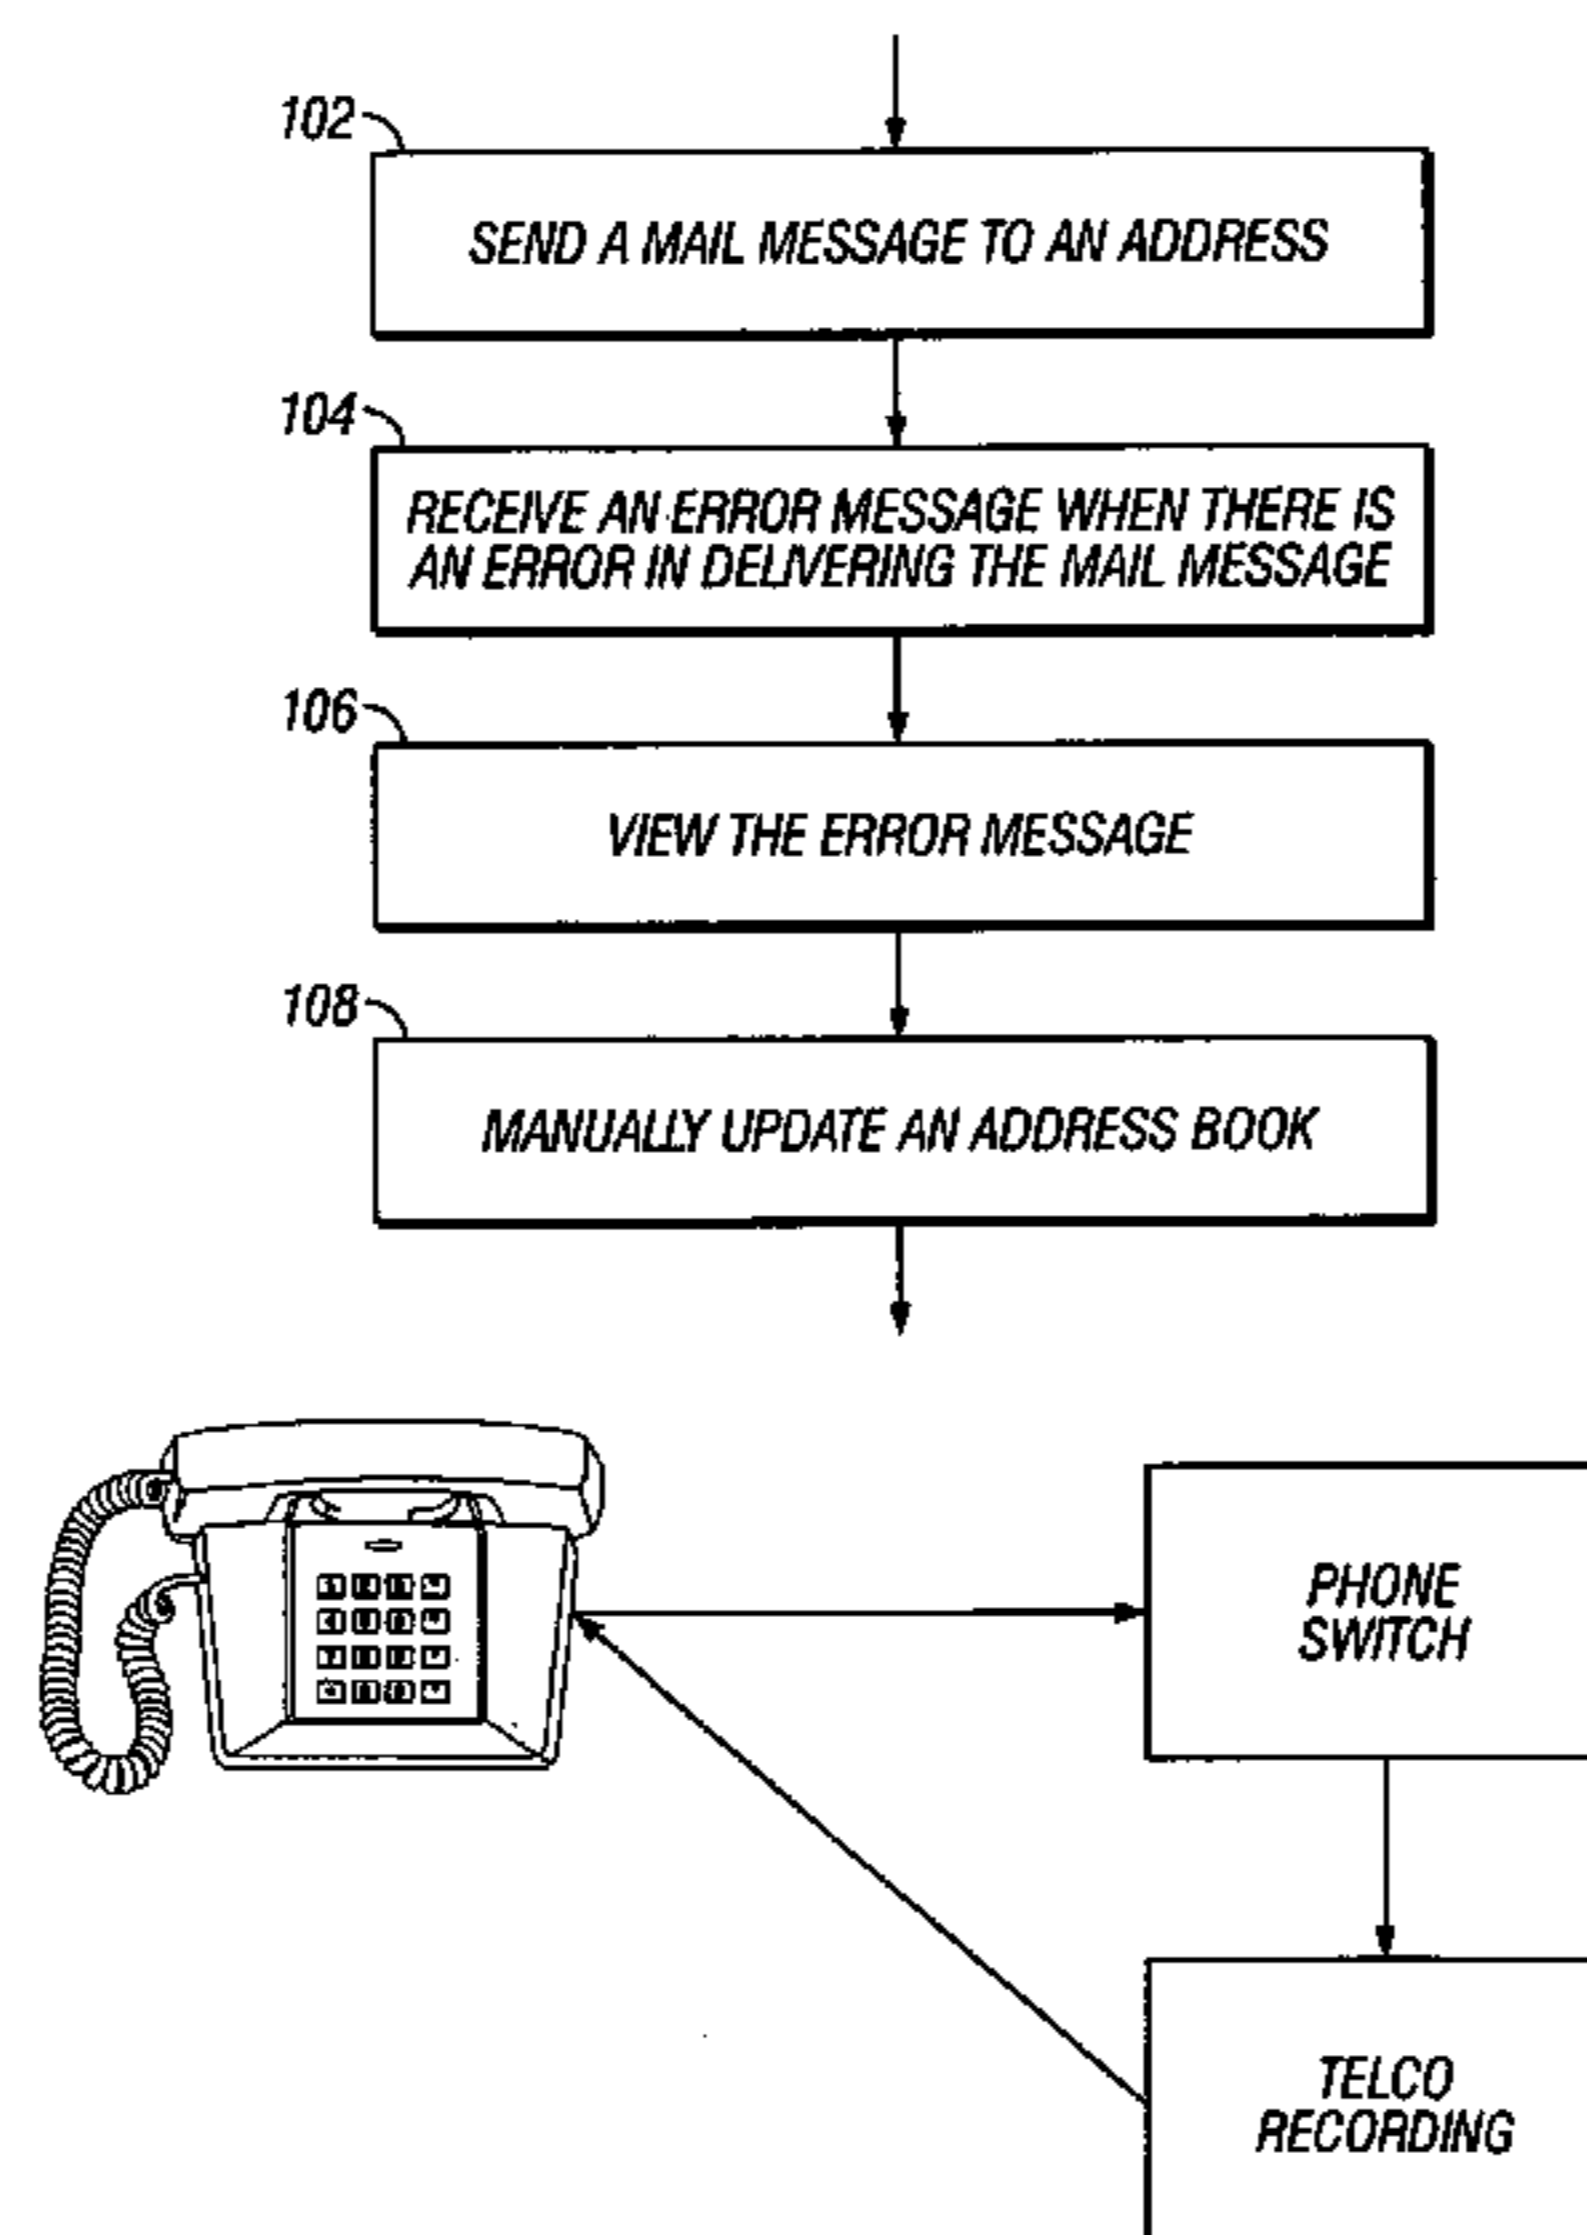 102
SEND A MAIL MESSAGE TO AN ADDRESS
104
RECEIVE AN ERROR MESSAGE WHEN THERE IS
AN ERROR IN DELIVERING THE MAIL MESSAGE
106
VIEW THE ERROR MESSAGE
108
MANUALLY UPDATE AN ADDRESS BOOK
PHONE
SWITCH
TELCO
RECORDING